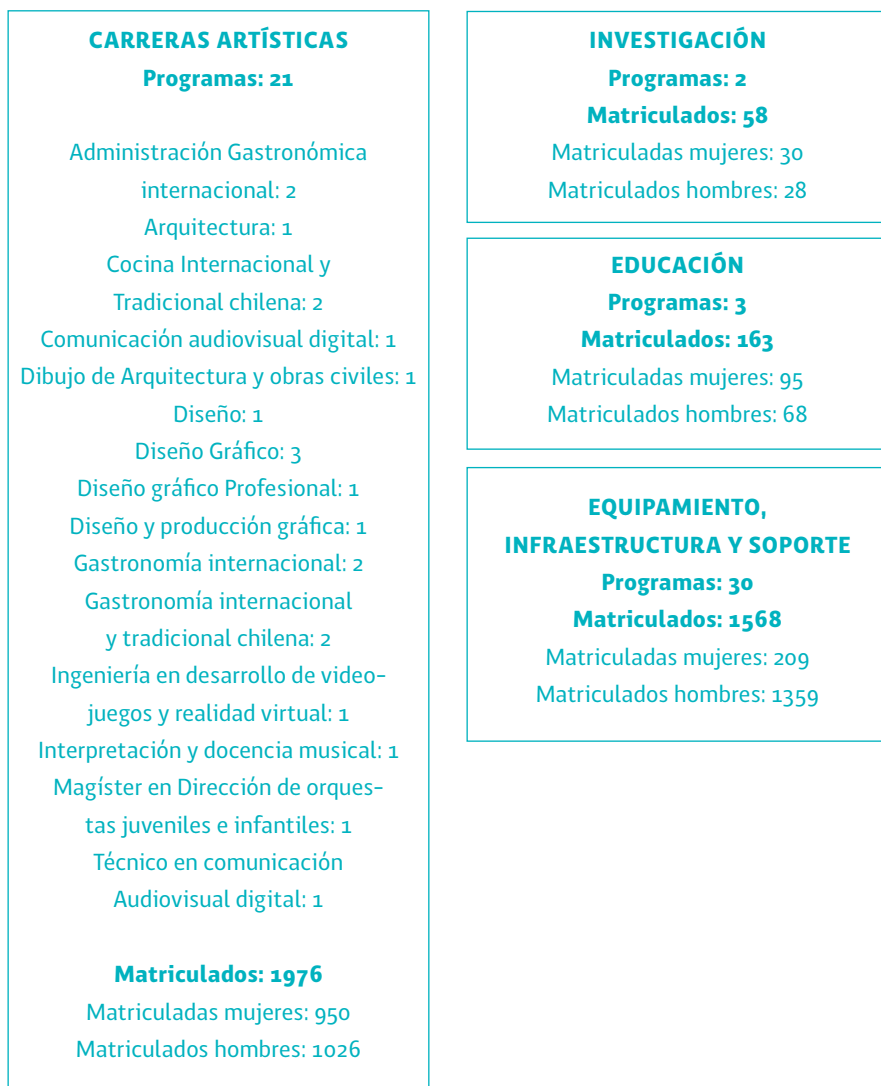 CARRERAS ARTÍSTICAS
Programas: 21
Administración Gastronómica
internacional: 2
Arquitectura: 1
Cocina Internacional y
Tradicional chilena: 2
Comunicación audiovisual digital: 1
Dibujo de Arquitectura y obras civiles: 1
Diseño: 1
Diseño Gráfico: 3
Diseño gráfico Profesional: 1
Diseño y producción gráfica: 1
Gastronomía internacional: 2
Gastronomía internacional
y tradicional chilena: 2
Ingeniería en desarrollo de video-
juegos y realidad virtual: 1
Interpretación y docencia musical: 1
Magíster en Dirección de orques-
tas juveniles e infantiles: 1
Técnico en comunicación
Audiovisual digital: 1
Matriculados: 1976
Matriculadas mujeres: 950
Matriculados hombres: 1026
INVESTIGACIÓN
Programas: 2
Matriculados: 58
Matriculadas mujeres: 30
Matriculados hombres: 28
EDUCACIÓN
Programas: 3
Matriculados: 163
Matriculadas mujeres: 95
Matriculados hombres: 68
EQUIPAMIENTO,
INFRAESTRUCTURA Y SOPORTE
Programas: 30
Matriculados: 1568
Matriculadas mujeres: 209
Matriculados hombres: 1359